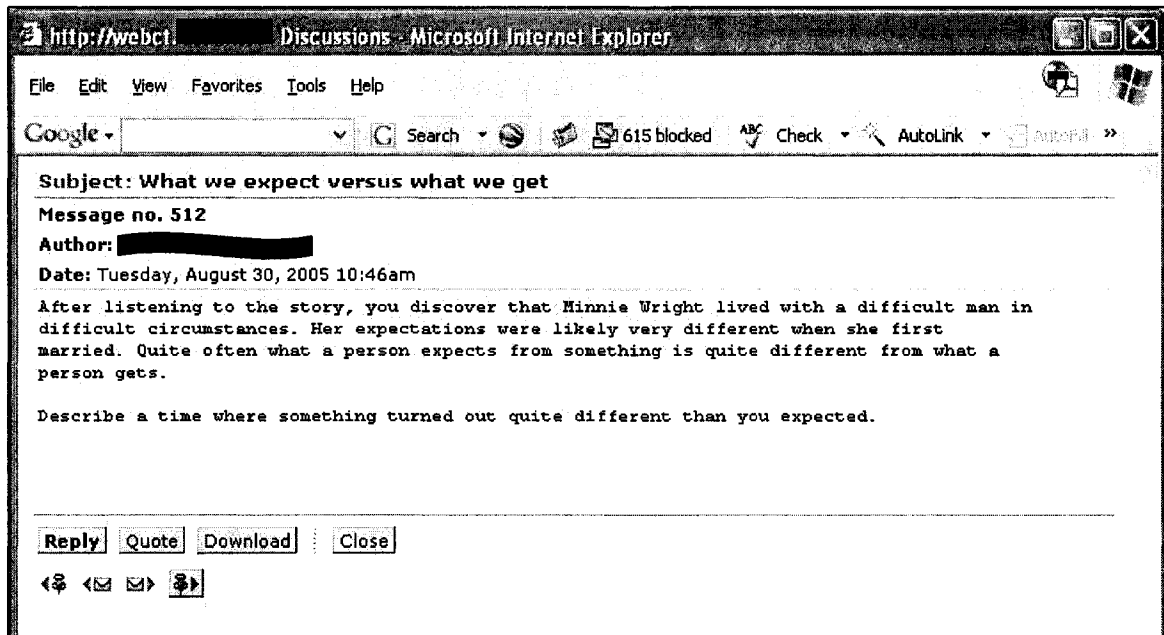 http://webct. Discussions - Microsoft Internet Explorer
File Edit View Favorites Tools Help
Google Search 615 blocked ABC Check AutoLink AutoFill »
Subject: What we expect versus what we get
Message no. 512
Author:
Date: Tuesday, August 30, 2005 10:46am
After listening to the story, you discover that Minnie Wright lived with a difficult man in
difficult circumstances. Her expectations were likely very different when she first
married. Quite often what a person expects from something is quite different from what a
person gets.
Describe a time where something turned out quite different than you expected.
Reply Quote Download Close